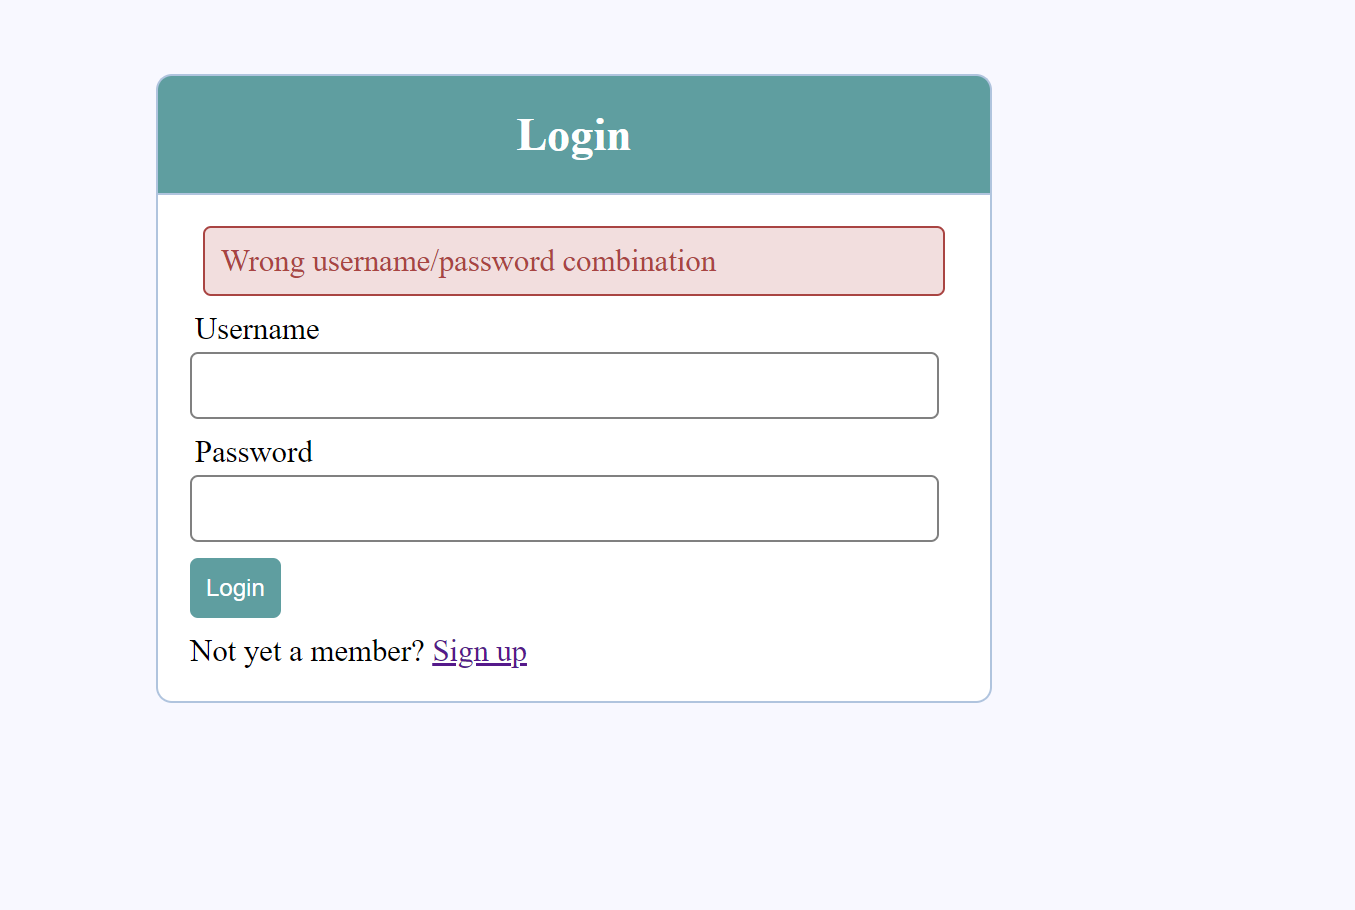 Login
Wrong username/password combination
Username
Password
Login
Not yet a member? Sign up